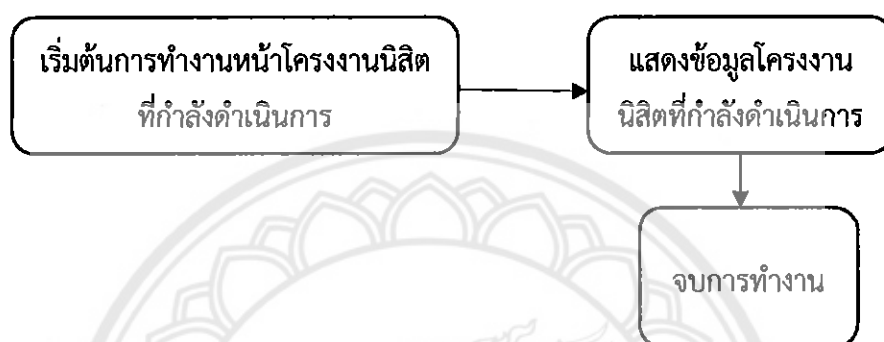 เริ่มต้นการทำงานหน้าโครงงานนิสิต
ที่กำลังดำเนินการ
แสดงข้อมูลโครงงาน
นิสิตที่กำลังดำเนินการ
จบการทำงาน